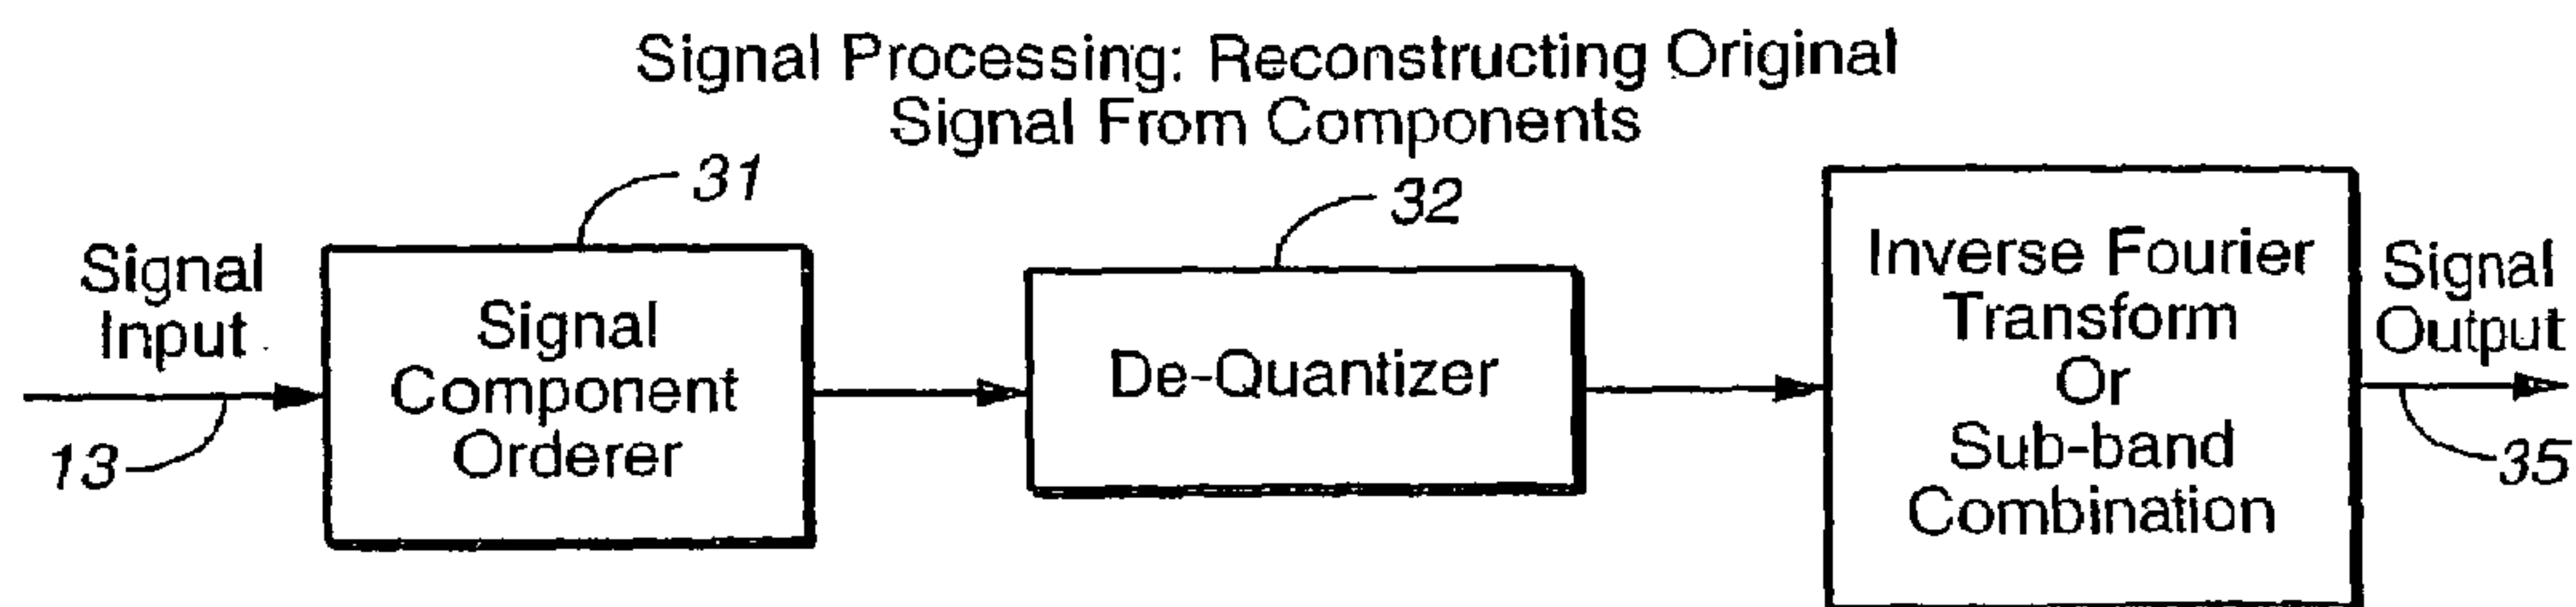 Signal Processing: Reconstructing Original
Signal From Components
31
32
Signal
Input
13
Signal
Component
Orderer
De-Quantizer
Inverse Fourier
Transform
Or
Sub-band
Combination
Signal
Output
35